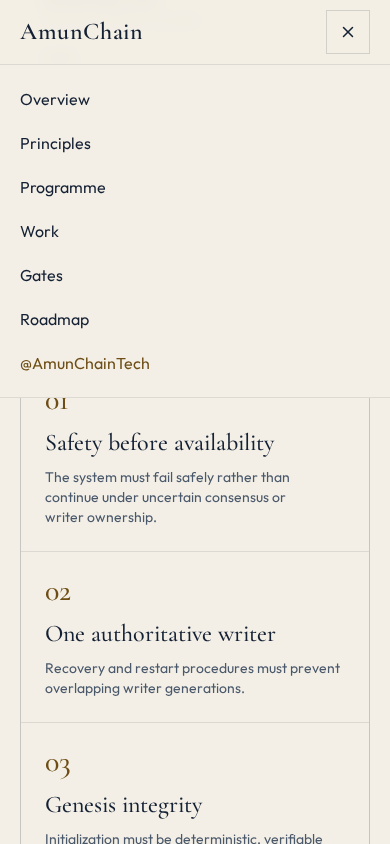 AmunChain
Overview
Principles
Programme
Work
Gates
Roadmap
@AmunChainTech
01
Safety before availability
The system must fail safely rather than
continue under uncertain consensus or
writer ownership.
02
One authoritative writer
Recovery and restart procedures must prevent
overlapping writer generations.
03
Genesis integrity
Initialization must be deterministic, verifiable